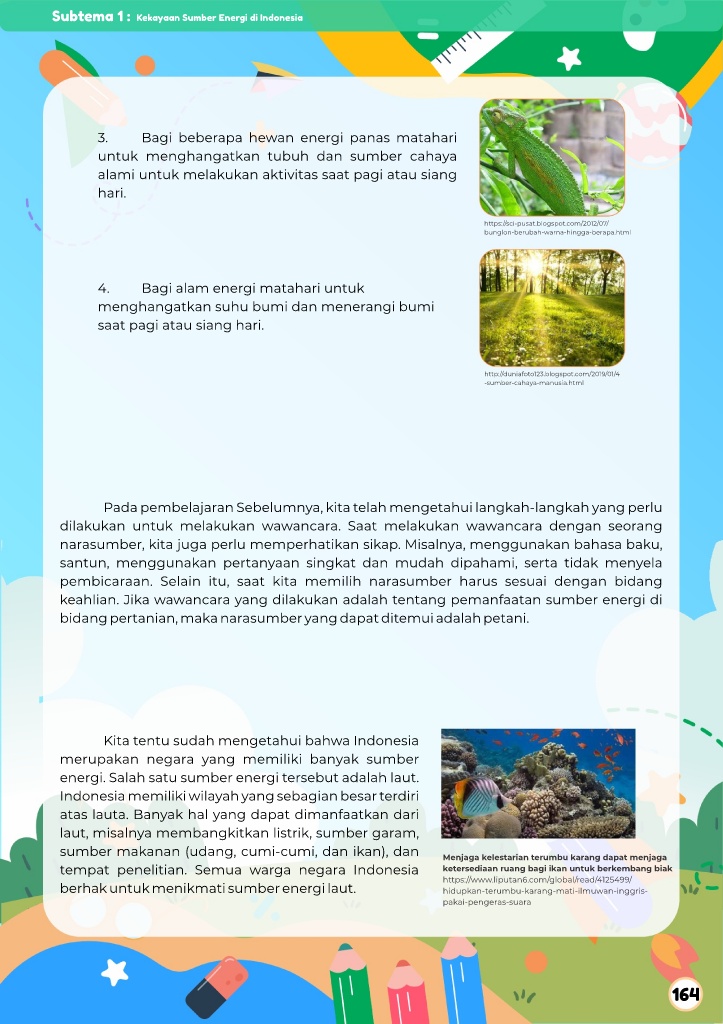 Subtema 1 : Kekayaan Sumber Energi di Indonesia
3. Bagi beberapa hewan energi panas matahari
untuk menghangatkan tubuh dan sumber cahaya
alami untuk melakukan aktivitas saat pagi atau siang
hari.
https://sci-pusat.blogspot.com/2012/07/
bunglon-berubah-warna-hingga-berapa.html
4. Bagi alam energi matahari untuk
menghangatkan suhu bumi dan menerangi bumi
saat pagi atau siang hari.
http://duniafoto123.blogspot.com/2019/01/4
-sumber-cahaya-manusia.html
Pada pembelajaran Sebelumnya, kita telah mengetahui langkah-langkah yang perlu
dilakukan untuk melakukan wawancara. Saat melakukan wawancara dengan seorang
narasumber, kita juga perlu memperhatikan sikap. Misalnya, menggunakan bahasa baku,
santun, menggunakan pertanyaan singkat dan mudah dipahami, serta tidak menyela
pembicaraan. Selain itu, saat kita memilih narasumber harus sesuai dengan bidang
keahlian. Jika wawancara yang dilakukan adalah tentang pemanfaatan sumber energi di
bidang pertanian, maka narasumber yang dapat ditemui adalah petani.
Kita tentu sudah mengetahui bahwa Indonesia
merupakan negara yang memiliki banyak sumber
energi. Salah satu sumber energi tersebut adalah laut.
Indonesia memiliki wilayah yang sebagian besar terdiri
atas lauta. Banyak hal yang dapat dimanfaatkan dari
laut, misalnya membangkitkan listrik, sumber garam,
sumber makanan (udang, cumi-cumi, dan ikan), dan
tempat penelitian. Semua warga negara Indonesia
berhak untuk menikmati sumber energi laut.
Menjaga kelestarian terumbu karang dapat menjaga
ketersediaan ruang bagi ikan untuk berkembang biak
https://www.liputan6.com/global/read/4125499/
hidupkan-terumbu-karang-mati-ilmuwan-inggris-
pakai-pengeras-suara
164